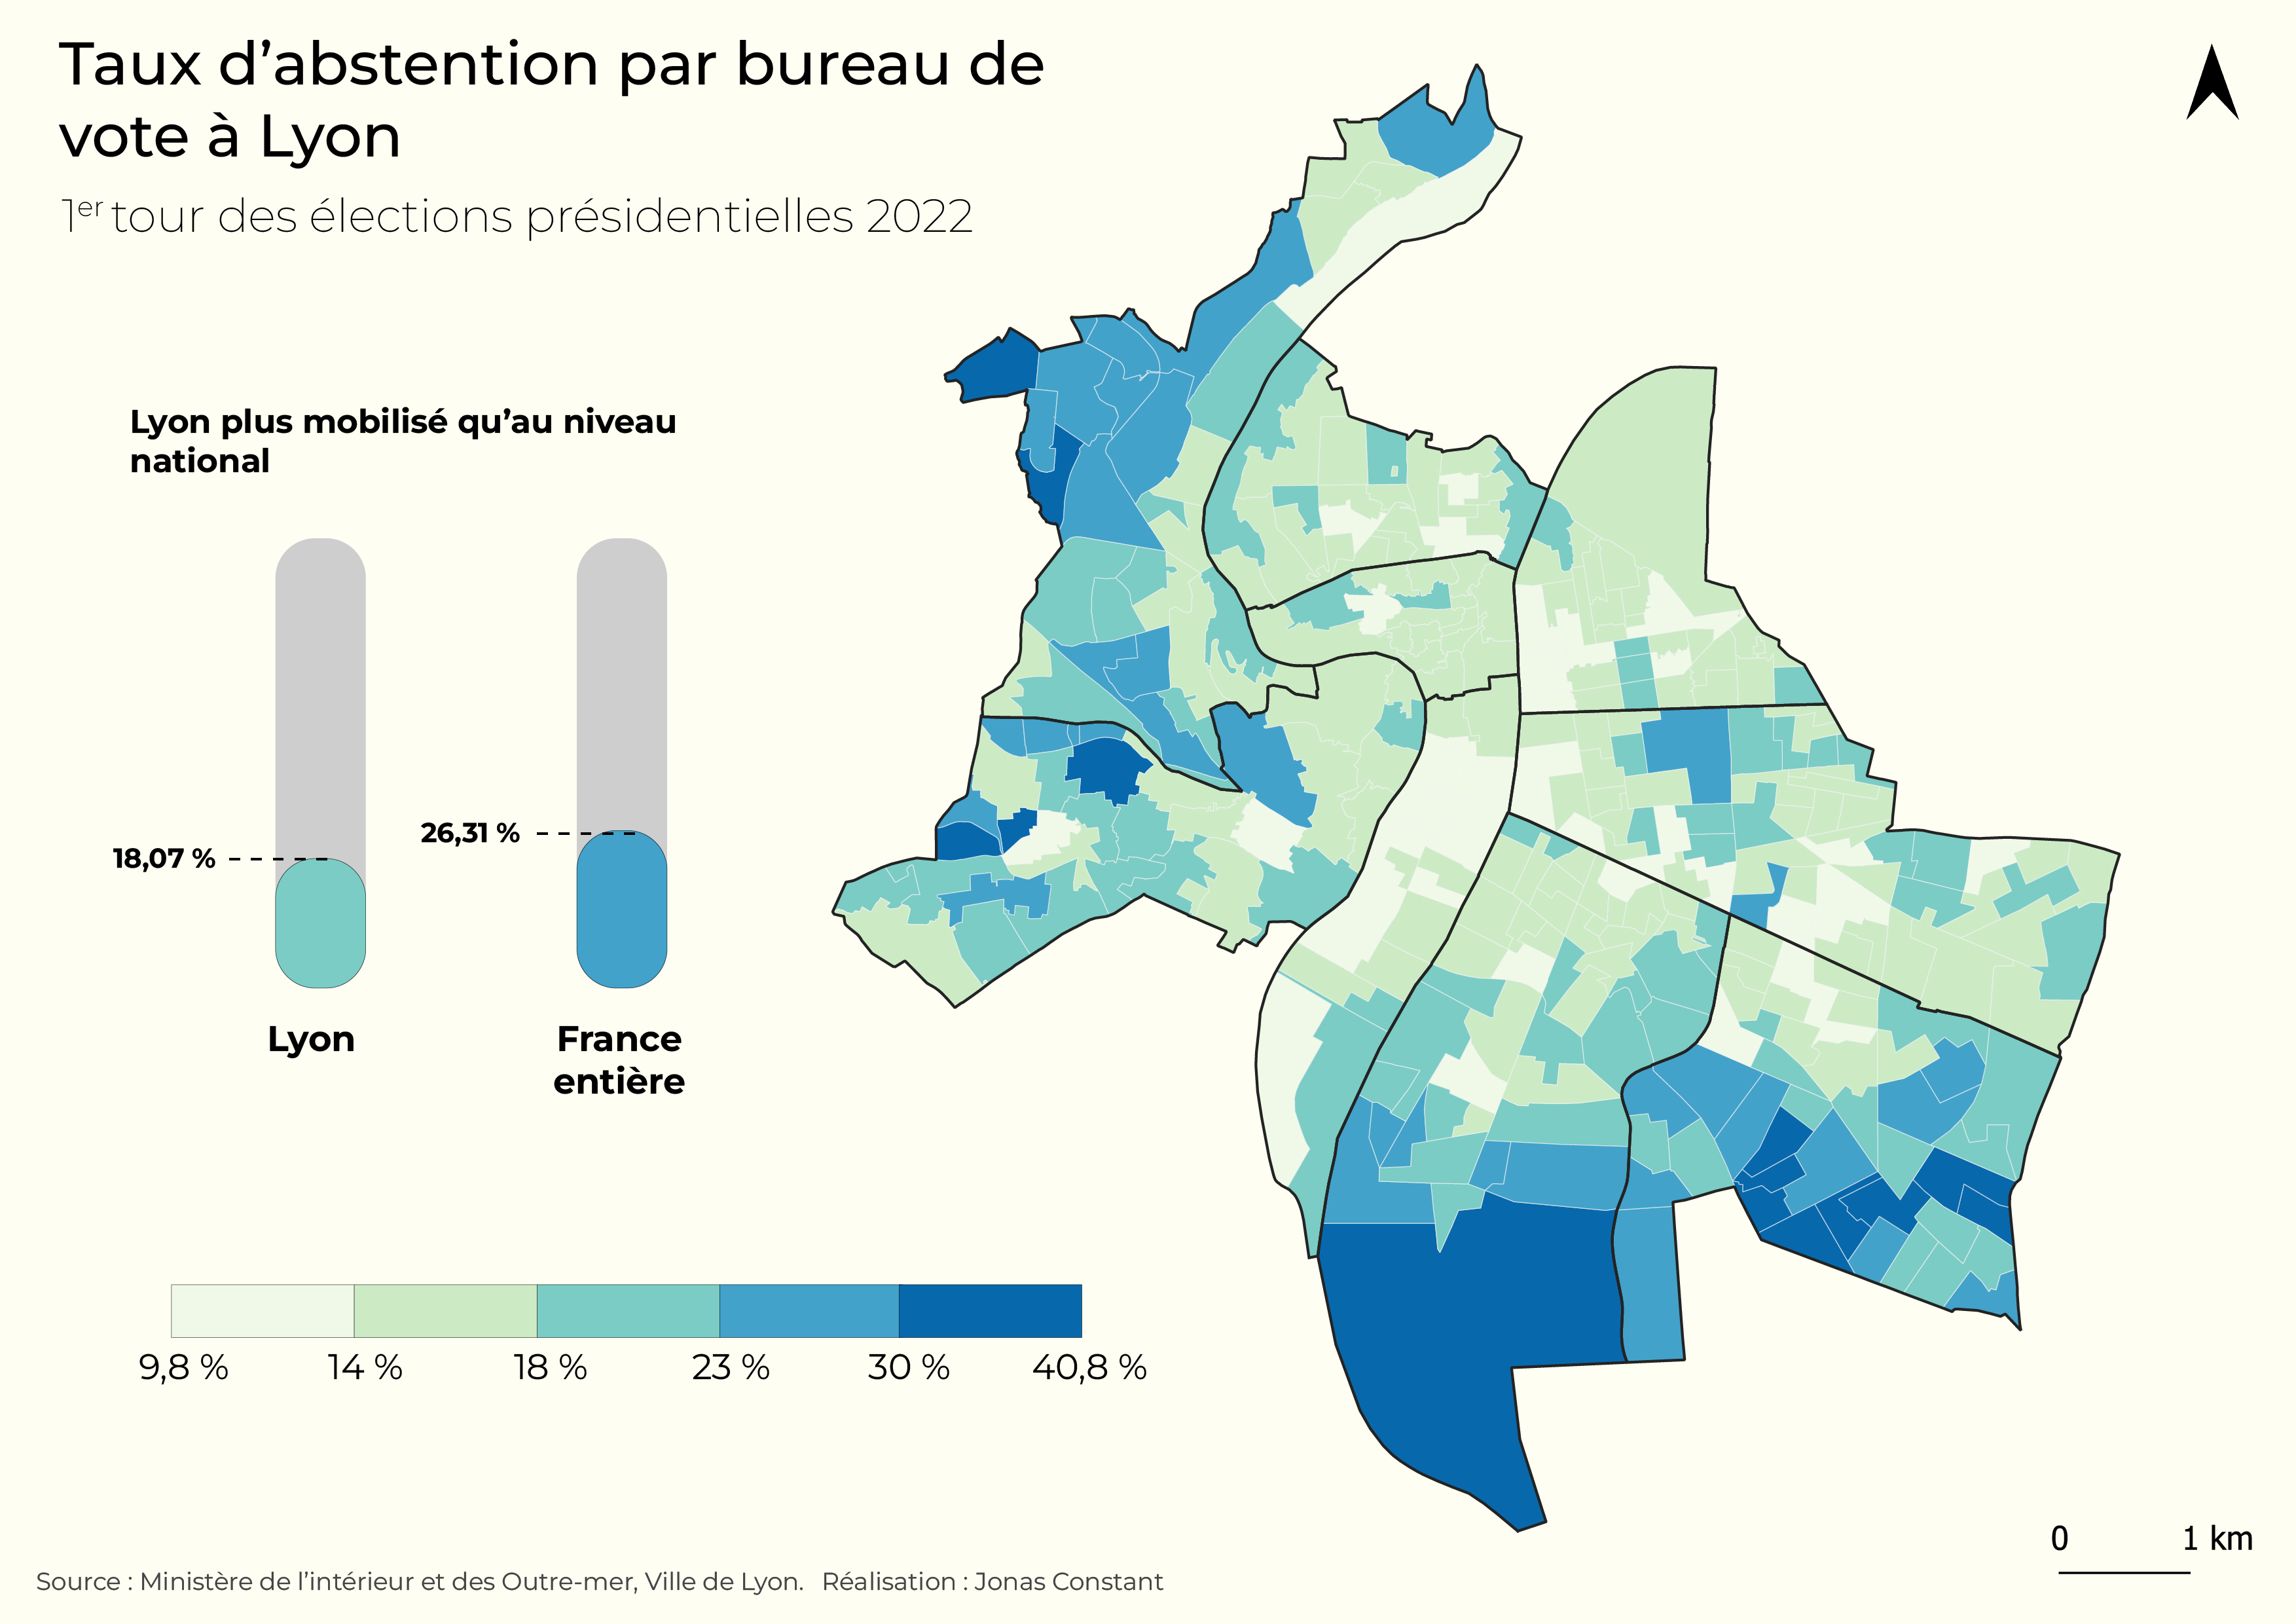 Taux d’abstention par bureau de
vote à Lyon
1er tour des élections présidentielles 2022
Lyon plus mobilisé qu’au niveau
national
26,31 %
18,07 %
Lyon
France
entière
9,8 %
14 %
18 %
23 %
30 %
40,8 %
0
1 km
Source : Ministère de l’intérieur et des Outre-mer, Ville de Lyon. Réalisation : Jonas Constant